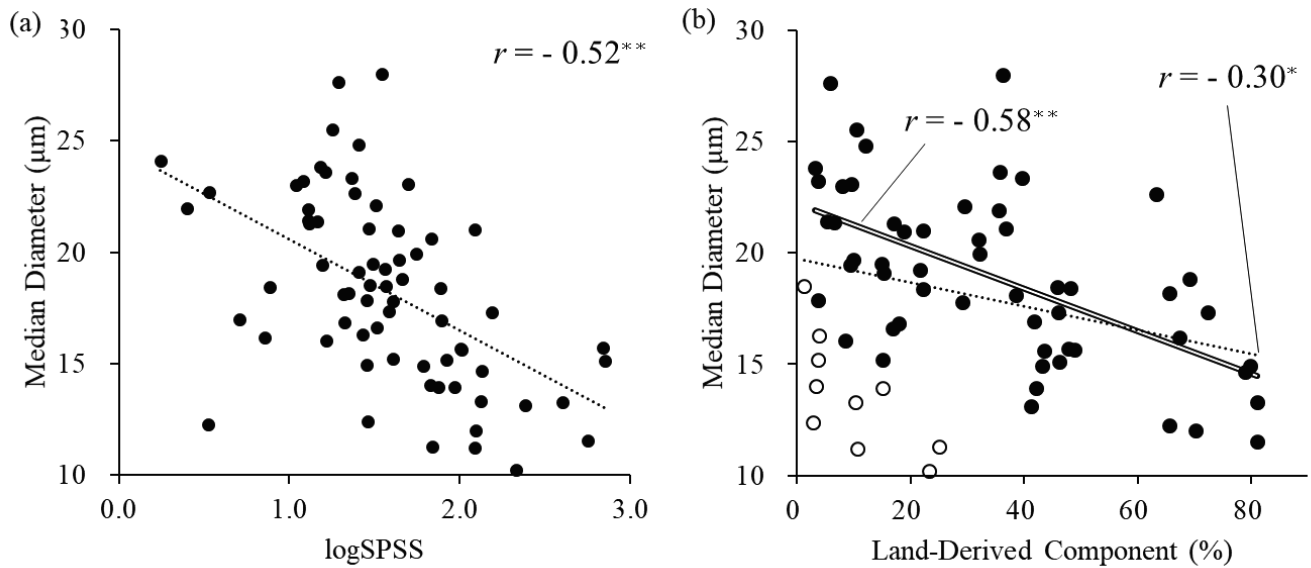 (a)
30
25
20
15
10
0.0 1.0 2.0 3.0
Median Diameter (μm)
logSPSS
r = - 0.52**
(b)
30
25
20
15
10
0 20 40 60 80
Median Diameter (μm)
Land-Derived Component (%)
r = - 0.58**
r = - 0.30*